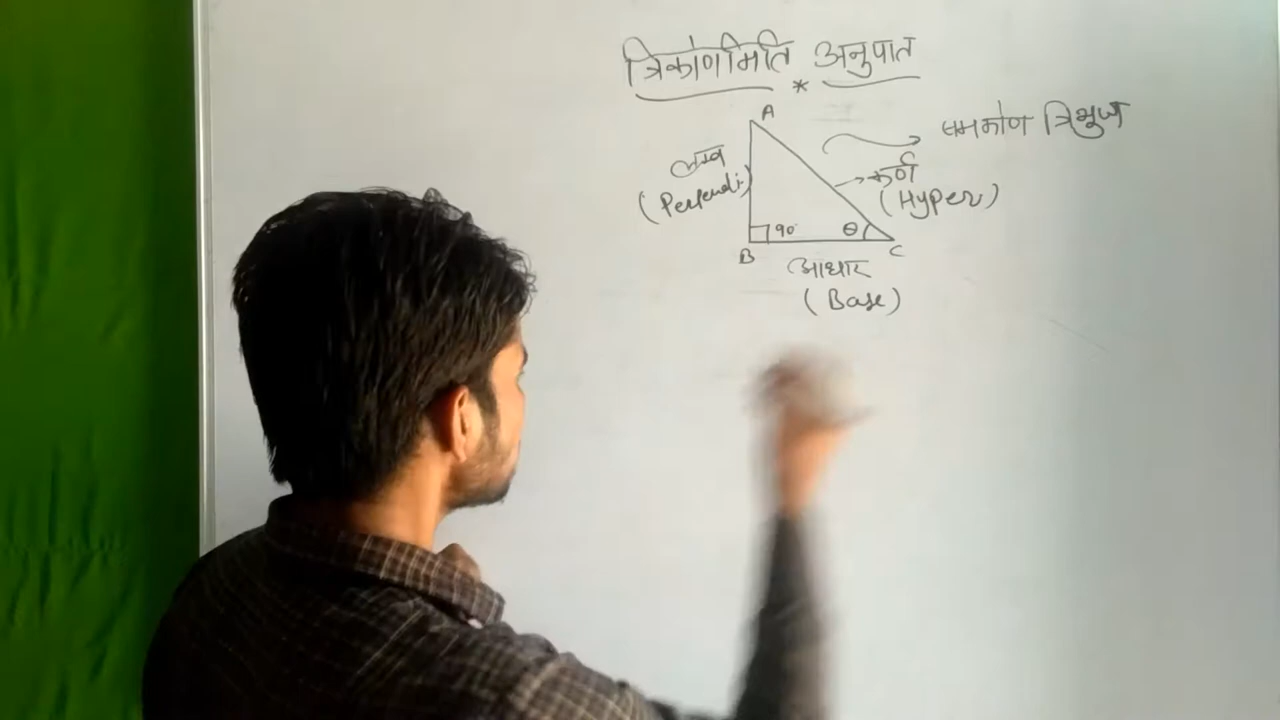 त्रिकोणमिति अनुपात
*
A
समकोण त्रिभुज
लम्ब
(Perpendi.)
कर्ण
(Hyper)
90°
θ
B
C
आधार
(Base)